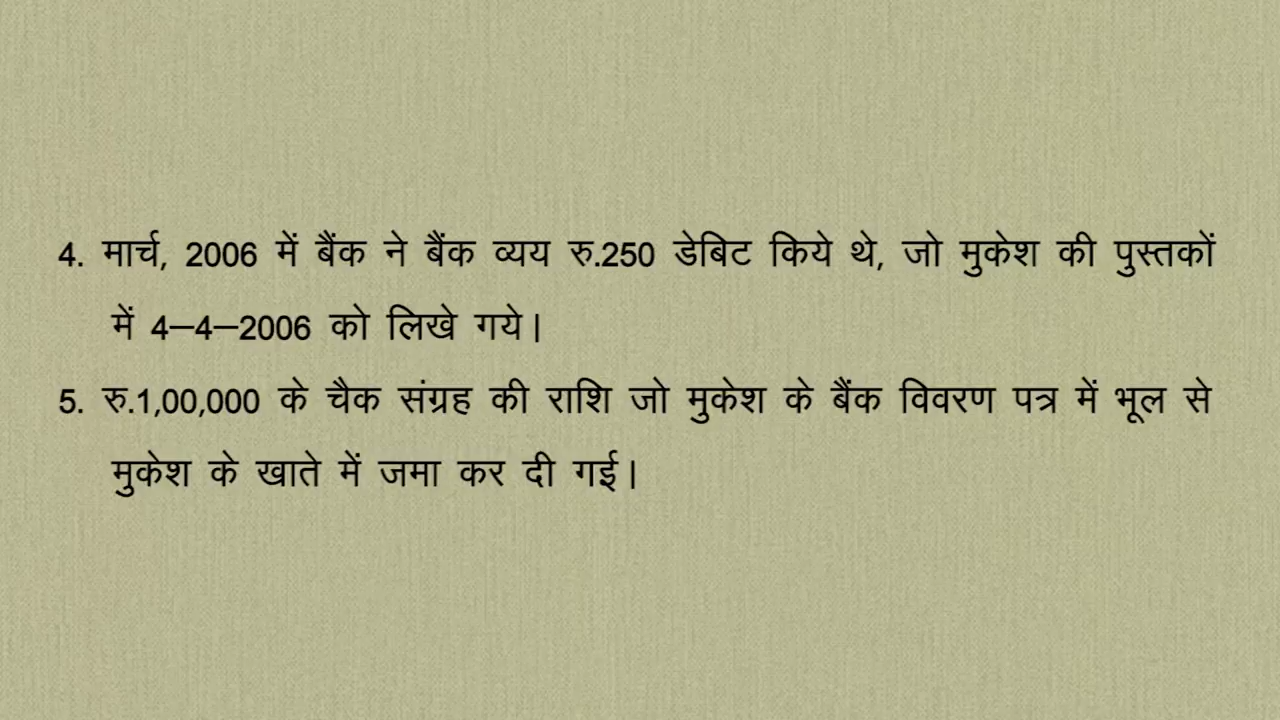 4. मार्च, 2006 में बैंक ने बैंक व्यय रु.250 डेबिट किये थे, जो मुकेश की पुस्तकों
में 4–4–2006 को लिखे गये।
5. रु.1,00,000 के चैक संग्रह की राशि जो मुकेश के बैंक विवरण पत्र में भूल से
मुकेश के खाते में जमा कर दी गई।